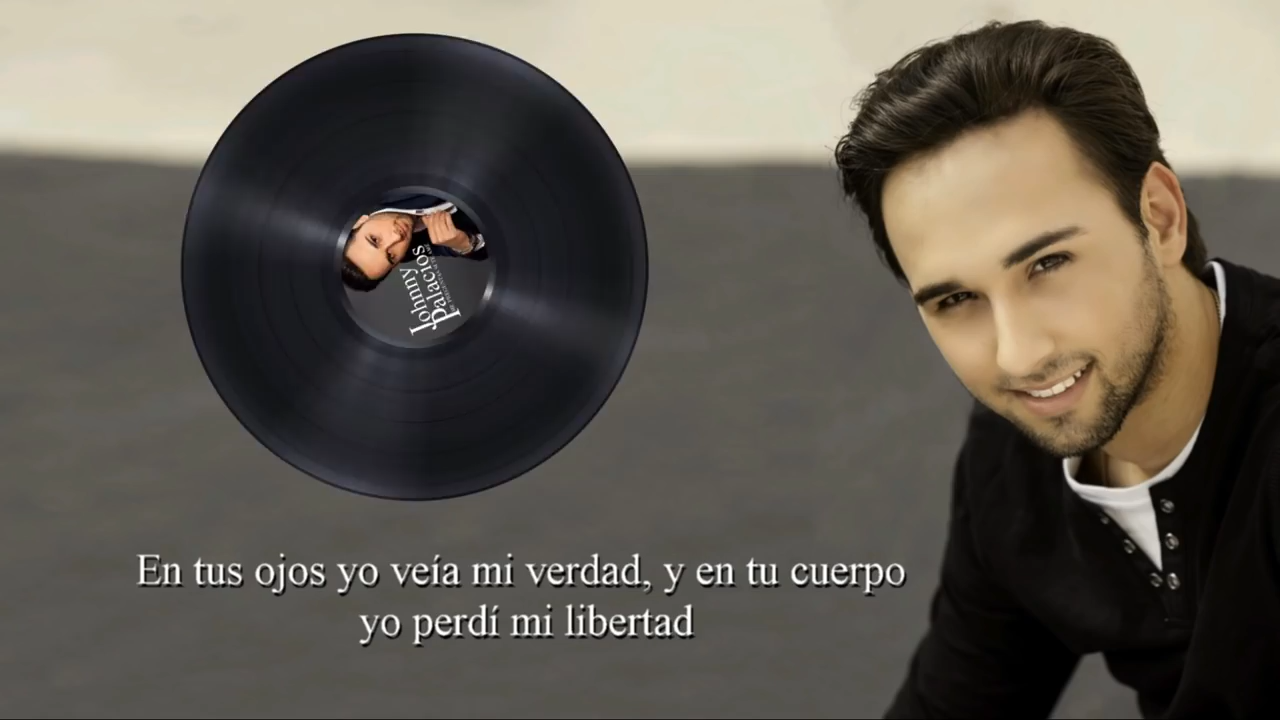 Johnny
Palacios
En tus ojos yo veía mi verdad, y en tu cuerpo
yo perdí mi libertad